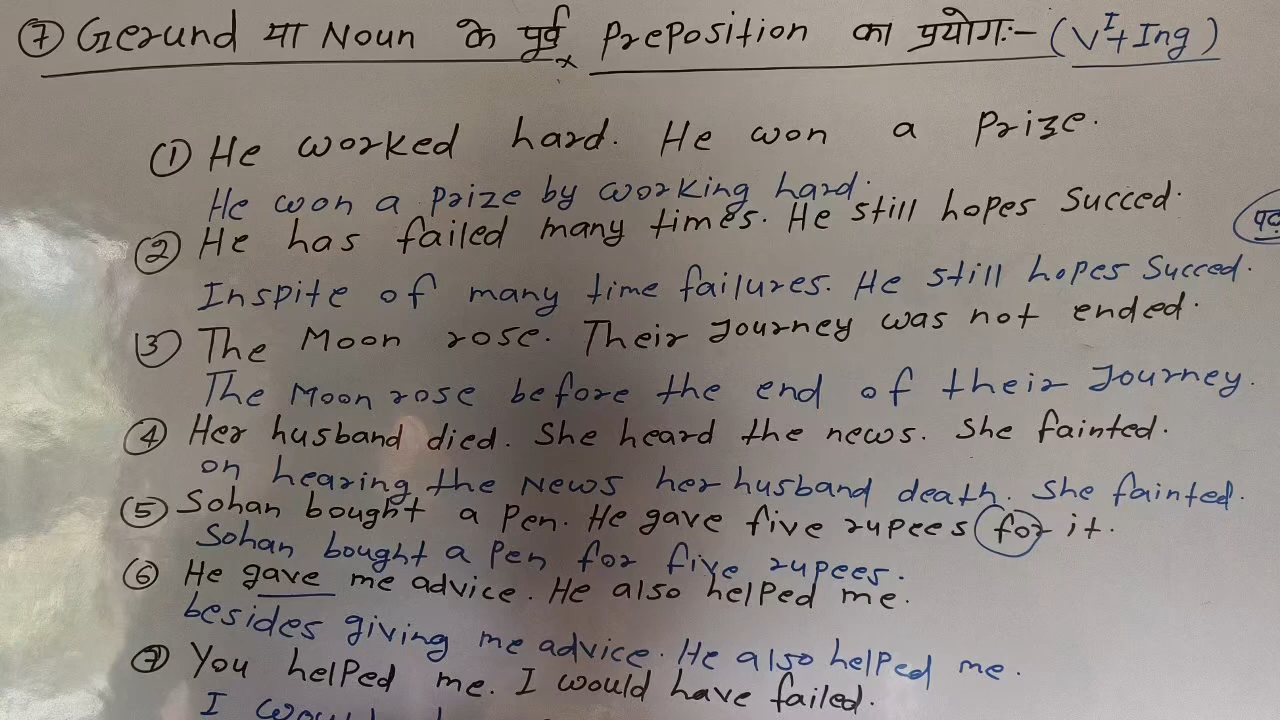 ⑦ Gerund या Noun के पूर्व Preposition का प्रयोगः- (Vᴵ+Ing)
① He worked hard. He won a Prize.
He won a Prize by working hard.
② He has failed many times. He still hopes Succed.
Inspite of many time failures. He still hopes Succed.
③ The Moon rose. Their Journey was not ended.
The Moon rose before the end of their Journey.
④ Her husband died. She heard the news. She fainted.
on hearing the News her husband death. She fainted.
⑤ Sohan bought a Pen. He gave five rupees for it.
Sohan bought a Pen for five rupees.
⑥ He gave me advice. He also helped me.
besides giving me advice. He also helped me.
⑦ You helped me. I would have failed.
I would